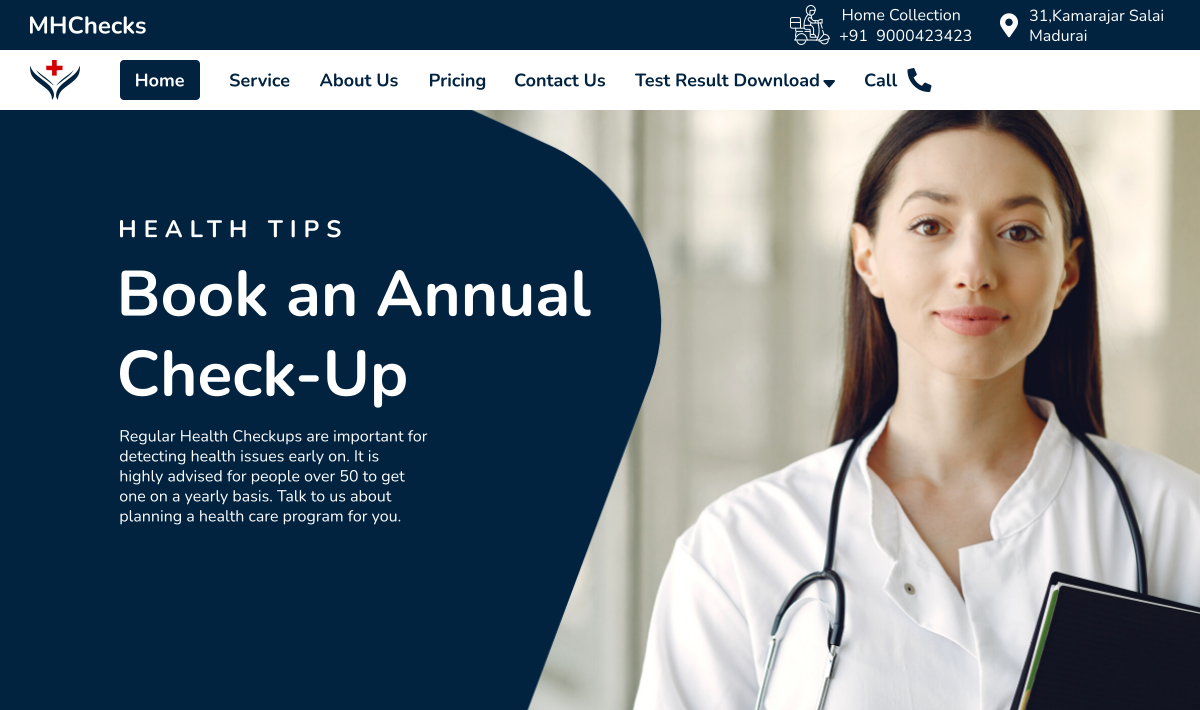 MHChecks
Home Collection
+91 9000423423
31,Kamarajar Salai
Madurai
Home Service About Us Pricing Contact Us Test Result Download Call
HEALTH TIPS
Book an Annual
Check-Up
Regular Health Checkups are important for
detecting health issues early on. It is
highly advised for people over 50 to get
one on a yearly basis. Talk to us about
planning a health care program for you.